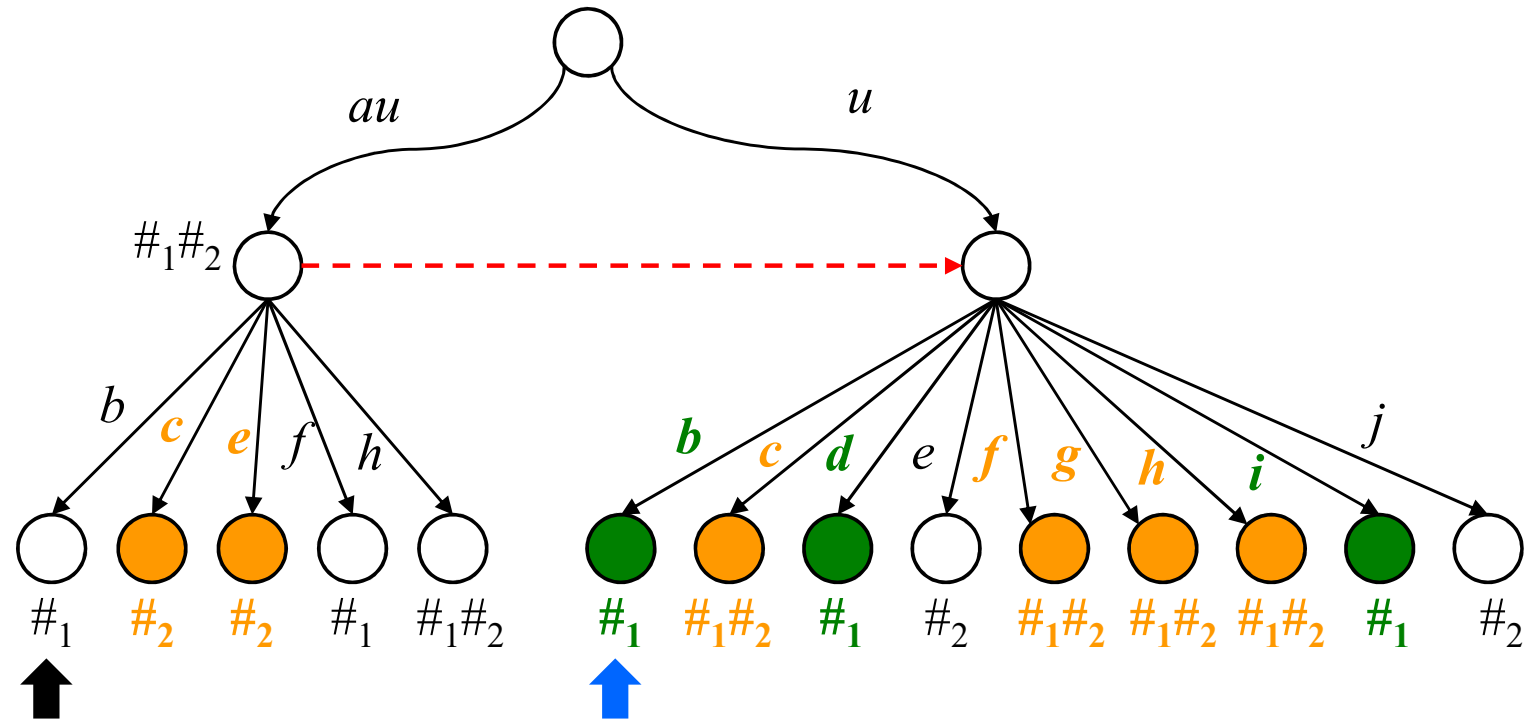 au u
#₁#₂
b c e f h b c d e f g h i j
#₁ #₂ #₂ #₁ #₁#₂ #₁ #₁#₂ #₁ #₂ #₁#₂ #₁#₂ #₁#₂ #₁ #₂